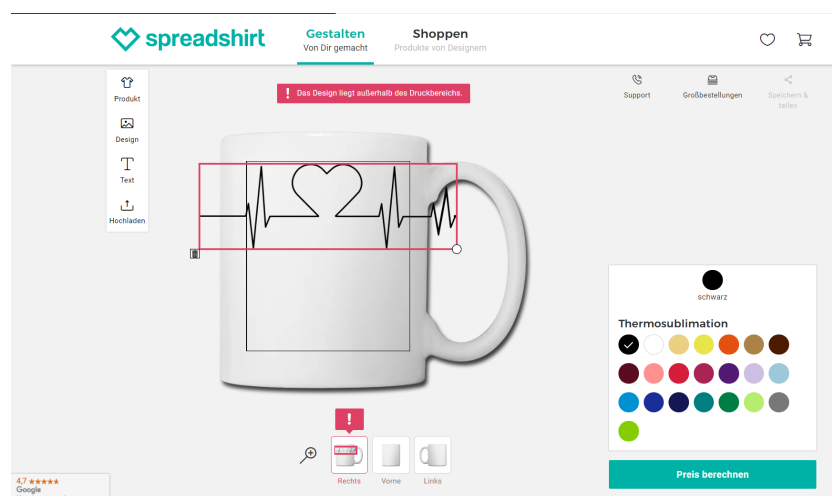 spreadshirt
Gestalten
Von Dir gemacht
Shoppen
Produkte von Designern
Produkt
Design
Text
Hochladen
! Das Design liegt außerhalb des Druckbereichs.
Support
Großbestellungen
Speichern &
teilen
schwarz
Thermosublimation
!
Rechts
Vorne
Links
Preis berechnen
4,7 ★★★★★
Google